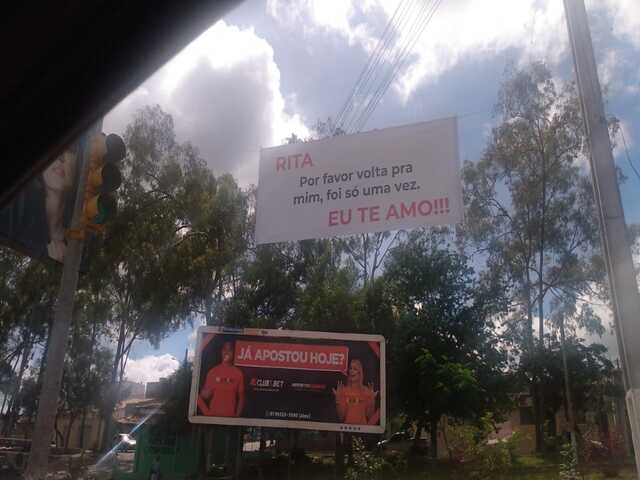 RITA
Por favor volta pra
mim, foi só uma vez.
EU TE AMO!!!
JÁ APOSTOU HOJE?